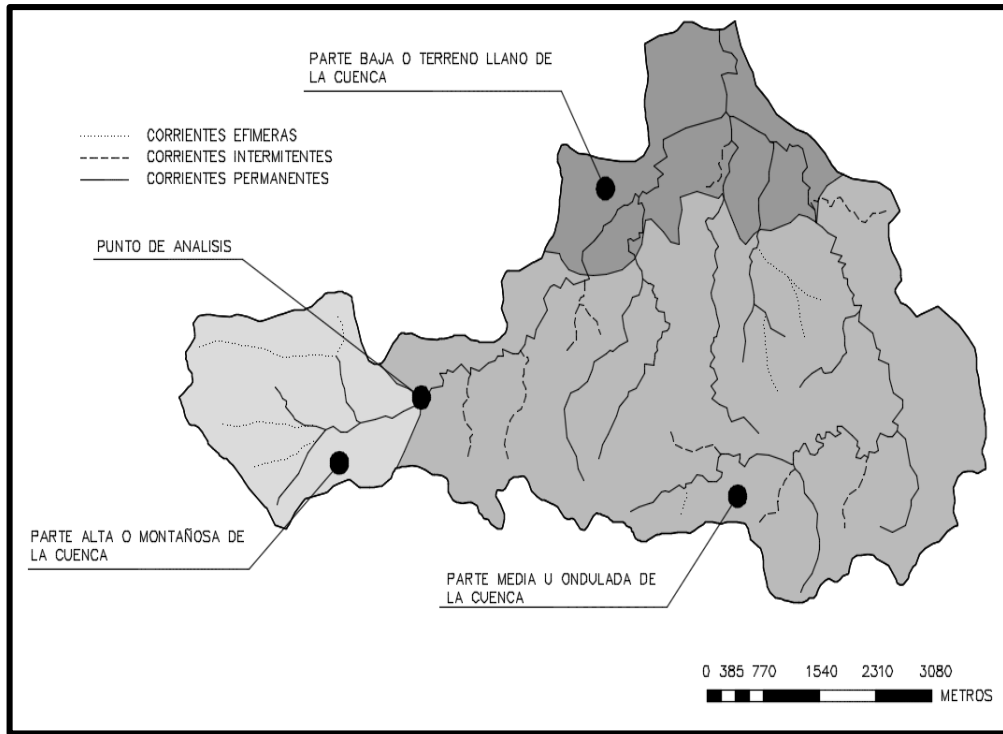 PARTE BAJA O TERRENO LLANO DE
LA CUENCA
CORRIENTES EFIMERAS
CORRIENTES INTERMITENTES
CORRIENTES PERMANENTES
PUNTO DE ANALISIS
PARTE ALTA O MONTAÑOSA DE
LA CUENCA
PARTE MEDIA U ONDULADA DE
LA CUENCA
0 385 770 1540 2310 3080
METROS